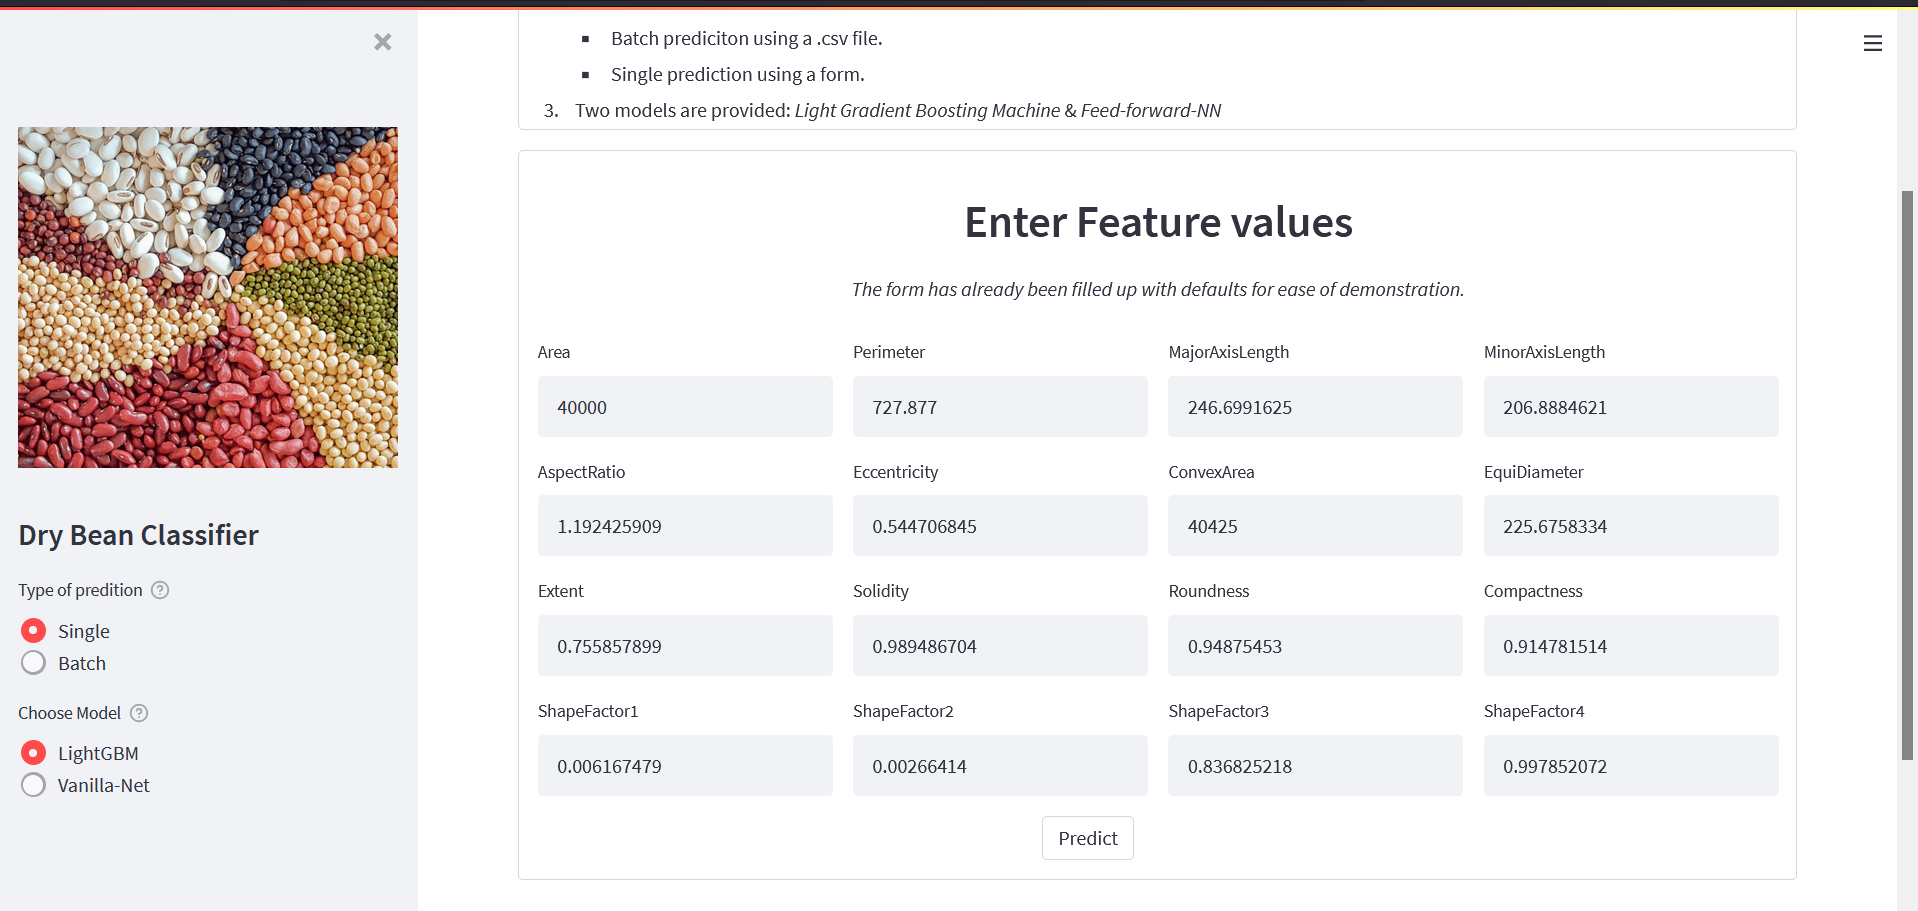 Dry Bean Classifier
Type of predition
Single
Batch
Choose Model
LightGBM
Vanilla-Net
Batch prediciton using a .csv file.
Single prediction using a form.
3. Two models are provided: Light Gradient Boosting Machine & Feed-forward-NN
Enter Feature values
The form has already been filled up with defaults for ease of demonstration.
Area Perimeter MajorAxisLength MinorAxisLength
40000 727.877 246.6991625 206.8884621
AspectRatio Eccentricity ConvexArea EquiDiameter
1.192425909 0.544706845 40425 225.6758334
Extent Solidity Roundness Compactness
0.755857899 0.989486704 0.94875453 0.914781514
ShapeFactor1 ShapeFactor2 ShapeFactor3 ShapeFactor4
0.006167479 0.00266414 0.836825218 0.997852072
Predict